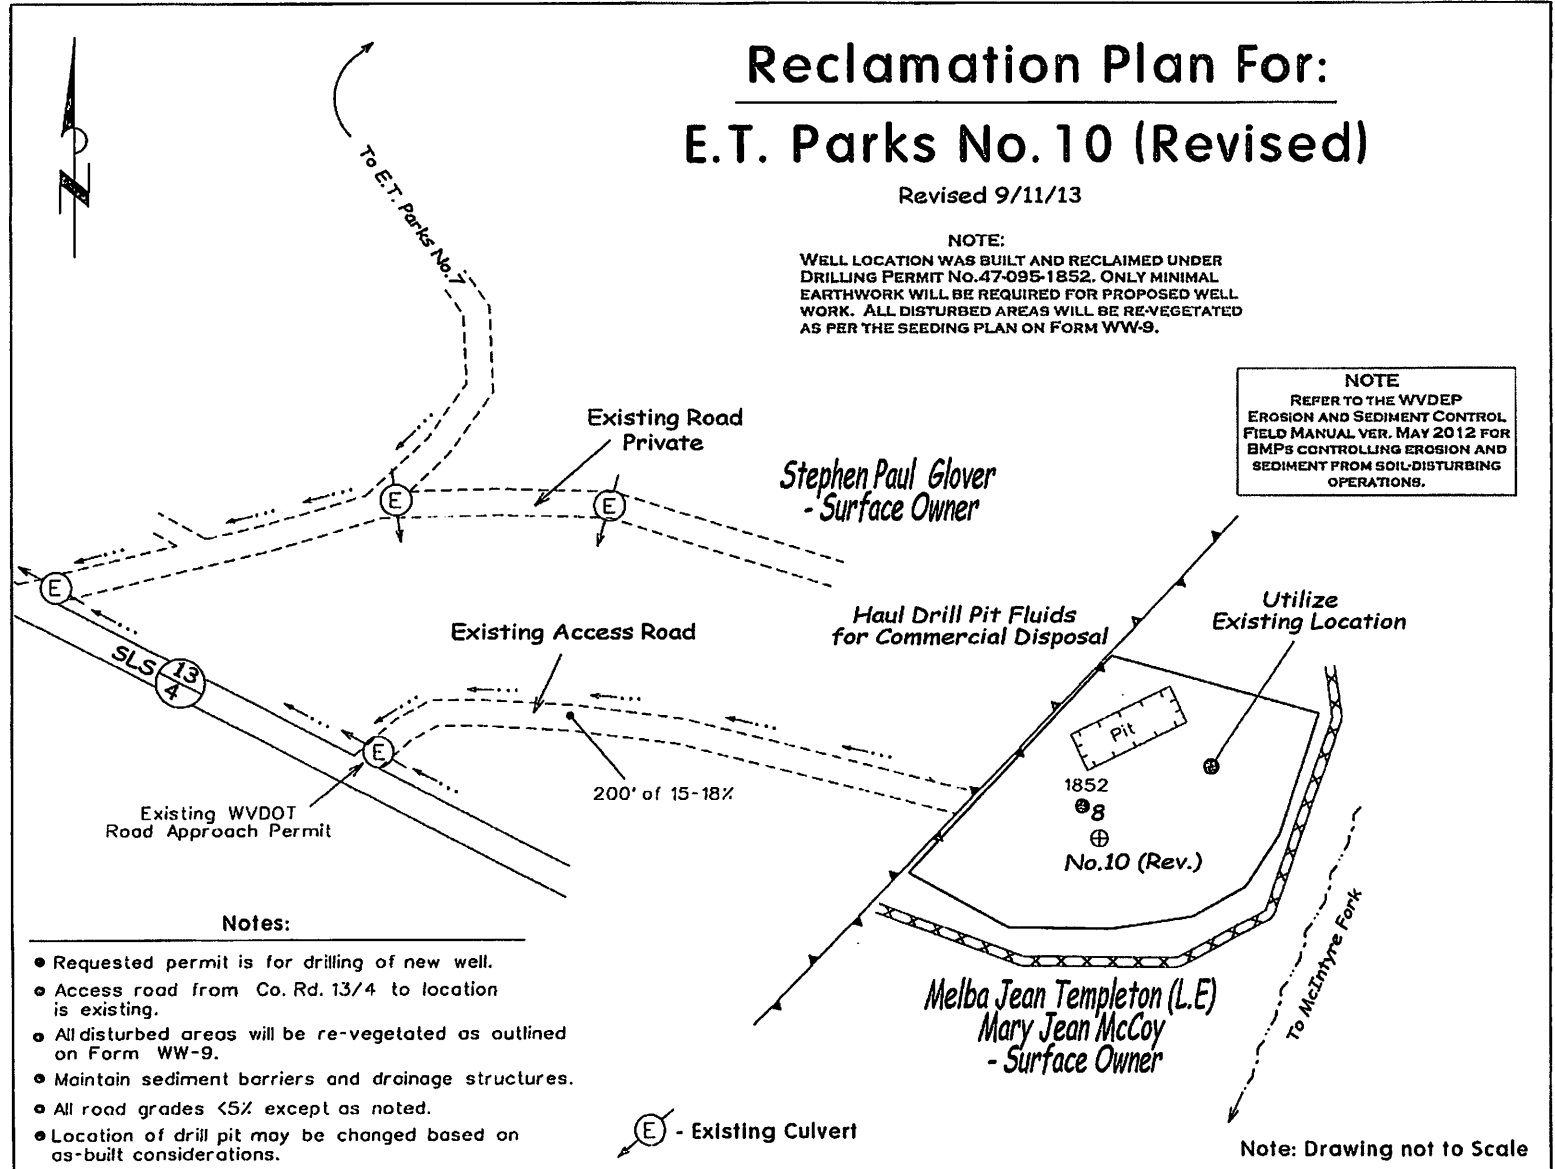 Reclamation Plan For:
E.T. Parks No. 10 (Revised)
Revised 9/11/13
NOTE:
WELL LOCATION WAS BUILT AND RECLAIMED UNDER
DRILLING PERMIT NO.47-095-1852. ONLY MINIMAL
EARTHWORK WILL BE REQUIRED FOR PROPOSED WELL
WORK. ALL DISTURBED AREAS WILL BE RE-VEGETATED
AS PER THE SEEDING PLAN ON FORM WW-9.
N
To E.T. Parks No.7
NOTE
REFER TO THE WVDEP
EROSION AND SEDIMENT CONTROL
FIELD MANUAL VER. MAY 2012 FOR
BMPS CONTROLLING EROSION AND
SEDIMENT FROM SOIL-DISTURBING
OPERATIONS.
Existing Road
Private
Stephen Paul Glover
- Surface Owner
E
E
E
Haul Drill Pit Fluids
for Commercial Disposal
Utilize
Existing Location
Existing Access Road
SLS
13
4
E
Pit
200' of 15-18%
1852
8
No.10 (Rev.)
Existing WVDOT
Road Approach Permit
To McIntyre Fork
Melba Jean Templeton (L.E)
Mary Jean McCoy
- Surface Owner
Notes:
• Requested permit is for drilling of new well.
• Access road from Co. Rd. 13/4 to location
is existing.
• All disturbed areas will be re-vegetated as outlined
on Form WW-9.
• Maintain sediment barriers and drainage structures.
• All road grades <5% except as noted.
• Location of drill pit may be changed based on
as-built considerations.
E - Existing Culvert
Note: Drawing not to Scale